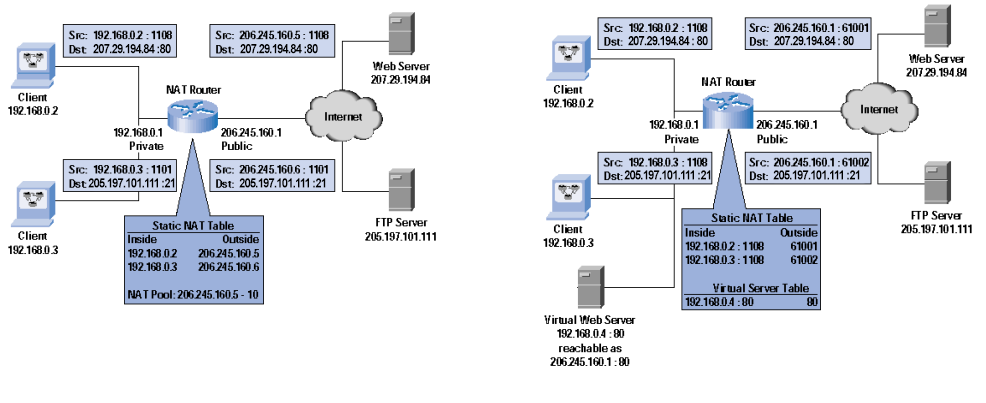 Src: 192.168.0.2 : 1108
Dst: 207.29.194.84 : 80
Src: 206.245.160.5 : 1108
Dst: 207.29.194.84 :80
Web Server
207.29.194.84
Client
192.168.0.2
NAT Router
Internet
192.168.0.1
Private
206.245.160.1
Public
Src: 192.168.0.3 : 1101
Dst: 205.197.101.111 :21
Src: 206.245.160.6 : 1101
Dst: 205.197.101.111 :21
Client
192.168.0.3
FTP Server
205.197.101.111
Static NAT Table
Inside Outside
192.168.0.2 206.245.160.5
192.168.0.3 206.245.160.6
NAT Pool: 206.245.160.5 - 10
Src: 192.168.0.2 : 1108
Dst: 207.29.194.84 : 80
Src: 206.245.160.1 : 61001
Dst: 207.29.194.84 : 80
Web Server
207.29.194.84
Client
192.168.0.2
NAT Router
Internet
192.168.0.1
Private
206.245.160.1
Public
Src: 192.168.0.3 : 1108
Dst: 205.197.101.111 :21
Src: 206.245.160.1 : 61002
Dst: 205.197.101.111 :21
Client
192.168.0.3
FTP Server
205.197.101.111
Static NAT Table
Inside Outside
192.168.0.2 : 1108 61001
192.168.0.3 : 1108 61002
Virtual Server Table
192.168.0.4 : 80 80
Virtual Web Server
192.168.0.4 : 80
reachable as
206.245.160.1 : 80